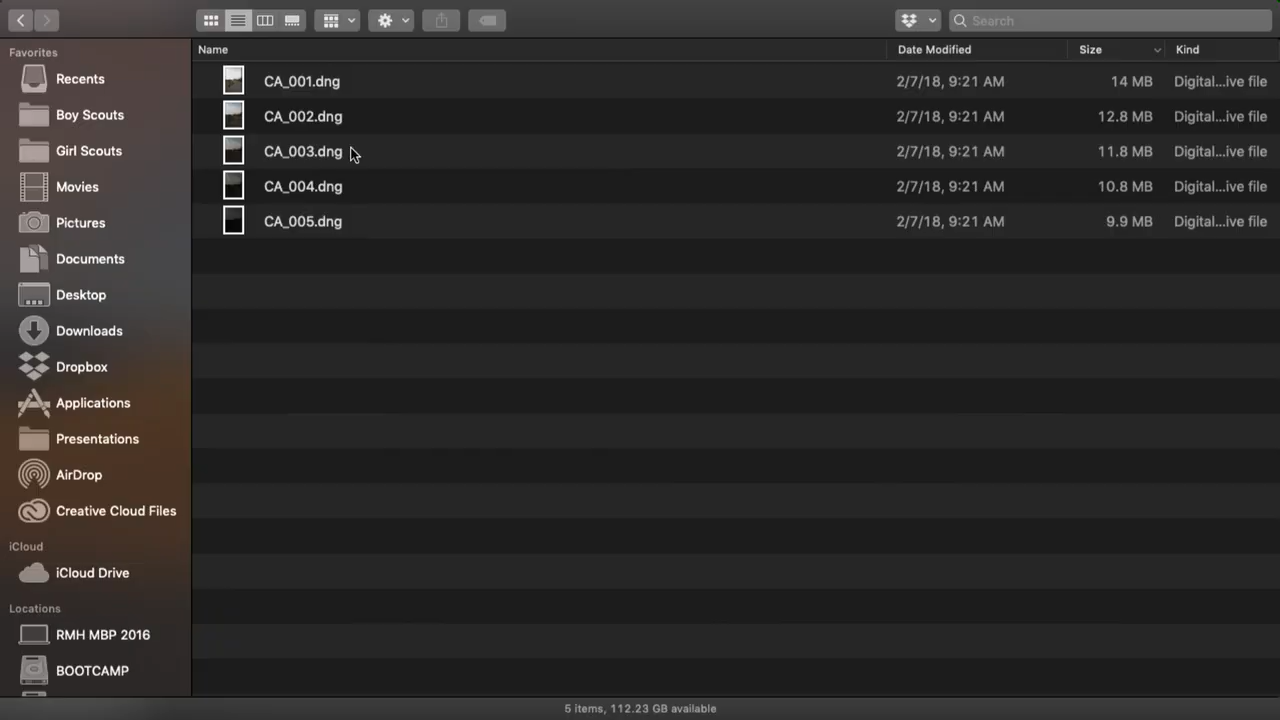 Search
Favorites
Name Date Modified Size Kind
Recents
CA_001.dng 2/7/18, 9:21 AM 14 MB Digital...ive file
Boy Scouts
CA_002.dng 2/7/18, 9:21 AM 12.8 MB Digital...ive file
Girl Scouts
CA_003.dng 2/7/18, 9:21 AM 11.8 MB Digital...ive file
Movies
CA_004.dng 2/7/18, 9:21 AM 10.8 MB Digital...ive file
Pictures
CA_005.dng 2/7/18, 9:21 AM 9.9 MB Digital...ive file
Documents
Desktop
Downloads
Dropbox
Applications
Presentations
AirDrop
Creative Cloud Files
iCloud
iCloud Drive
Locations
RMH MBP 2016
BOOTCAMP
5 items, 112.23 GB available